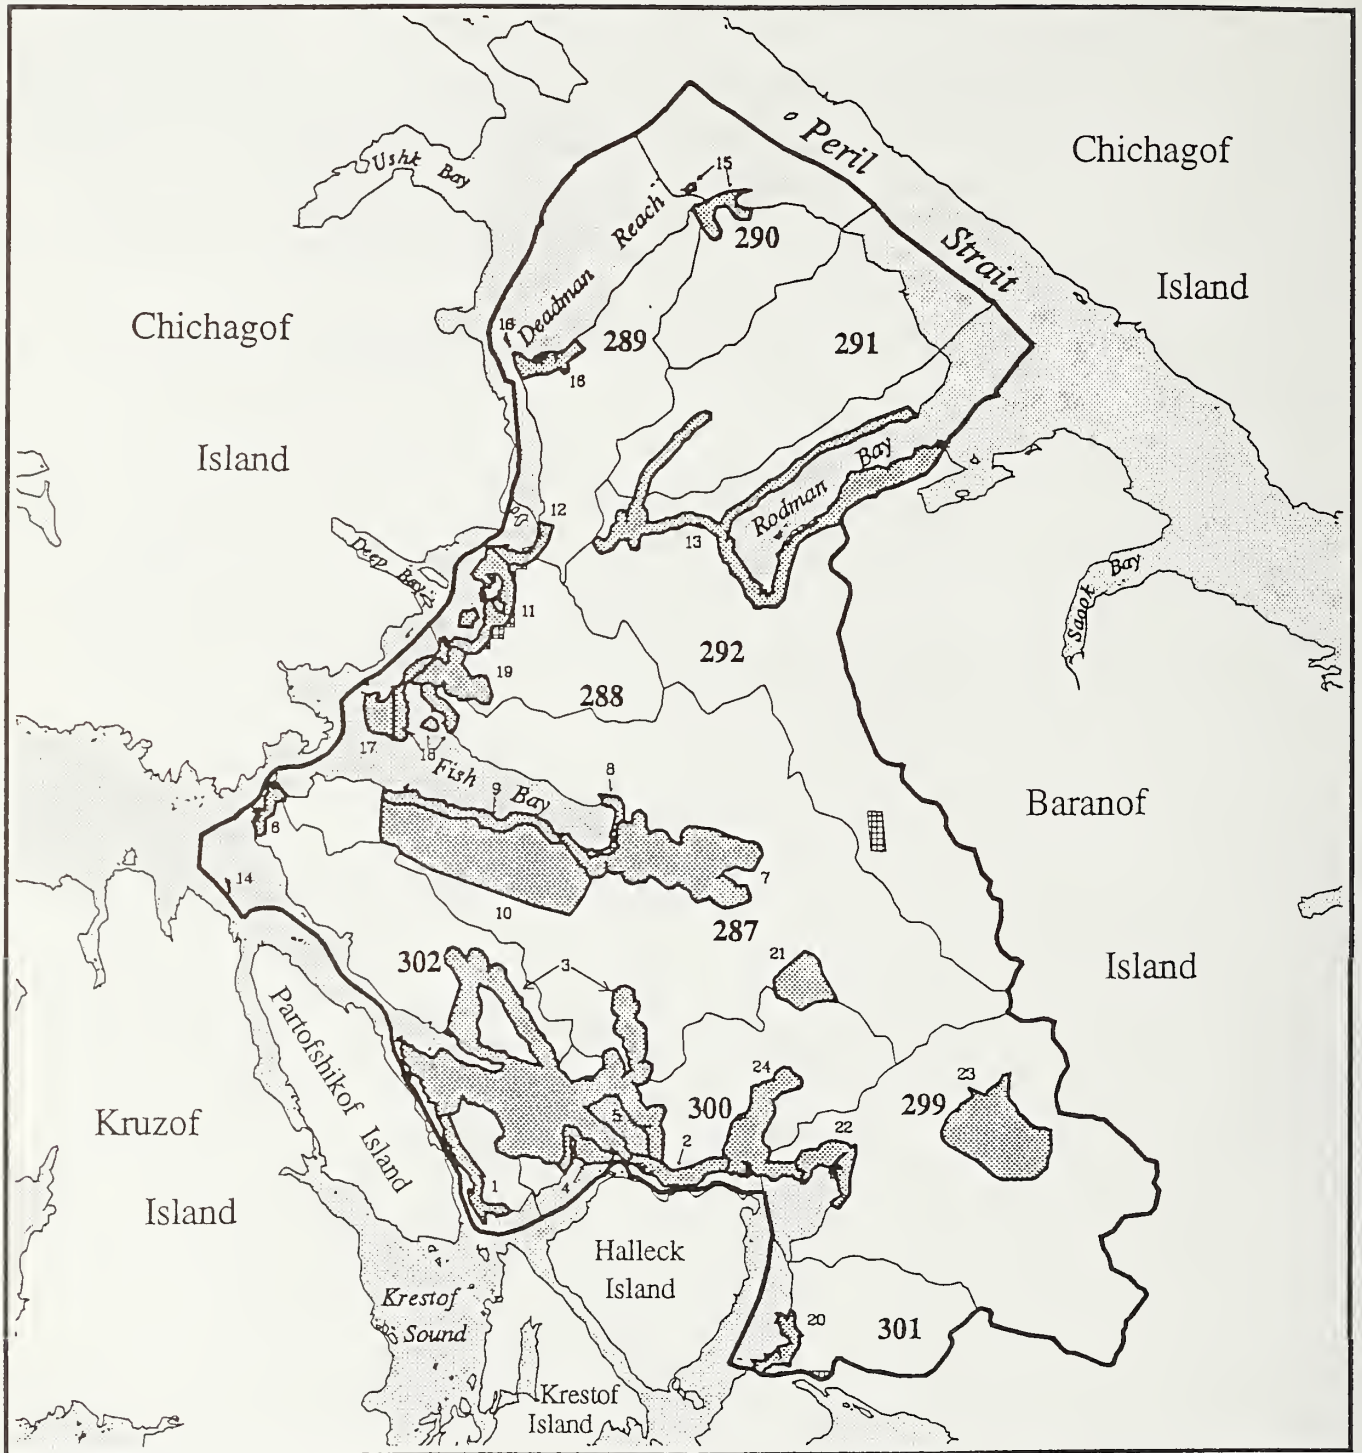 Peril
Chichagof
Ushk
Bay
15
Reach
290
Strait
Island
Deadman
Chichagof
16
289
291
16
Island
Bay
Rodman
12
13
Deep
Bay
Bay
Saook
11
292
19
288
17
18
Fish
8
Bay
9
Baranof
6
14
7
10
287
302
3
21
Island
Partofshikof Island
24
23
Kruzof
5
300
299
2
22
1
4
Island
Halleck
Island
Krestof
Sound
20
301
Krestof
Island